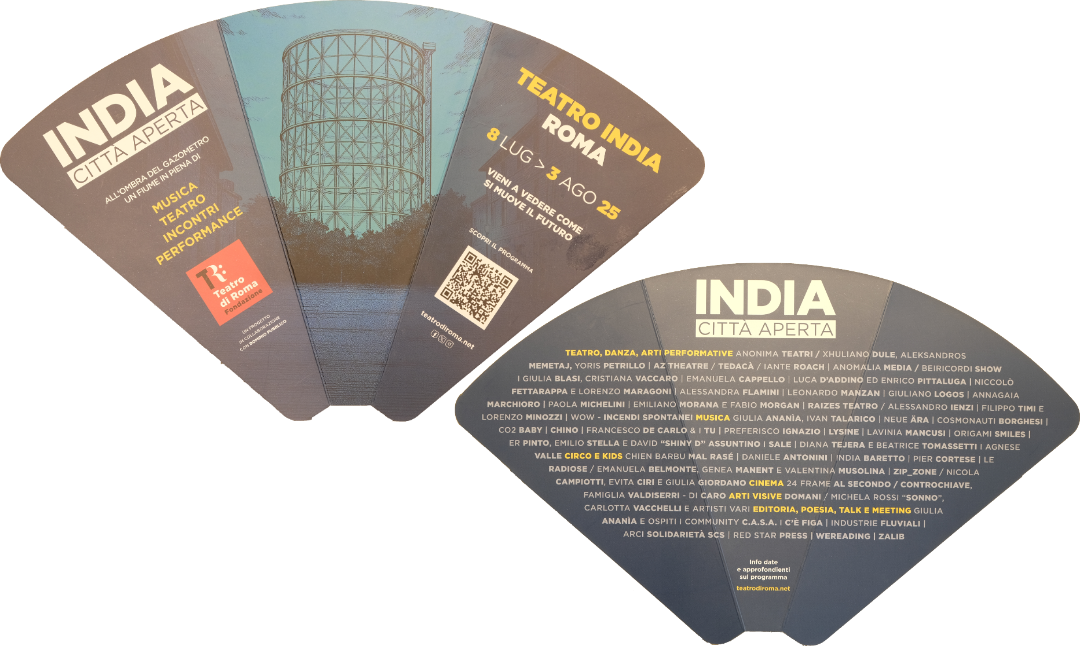 INDIA
CITTÀ APERTA
ALL'OMBRA DEL GAZOMETRO
UN FIUME IN PIENA DI
MUSICA
TEATRO
INCONTRI
PERFORMANCE
TR
Teatro
di Roma
Fondazione
UN PROGETTO
IN COLLABORAZIONE
CON
TEATRO INDIA
ROMA
8 LUG > 3 AGO 25
VIENI A VEDERE COME
SI MUOVE IL FUTURO
SCOPRI IL PROGRAMMA
teatrodiroma.net
INDIA
CITTÀ APERTA
TEATRO, DANZA, ARTI PERFORMATIVE ANONIMA TEATRI / XHULIANO DULE, ALEKSANDROS
MEMETAJ, YORIS PETRILLO | AZ THEATRE / TEDACÀ / IANTE ROACH | ANOMALIA MEDIA / BEIRICORDI SHOW
| GIULIA BLASI, CRISTIANA VACCARO | EMANUELA CAPPELLO | LUCA D'ADDINO ED ENRICO PITTALUGA | NICCOLÒ
FETTARAPPA E LORENZO MARAGONI | ALESSANDRA FLAMINI | LEONARDO MANZAN | GIULIANO LOGOS | ANNAGAIA
MARCHIORO | PAOLA MICHELINI | EMILIANO MORANA E FABIO MORGAN | RAIZES TEATRO / ALESSANDRO IENZI | FILIPPO TIMI E
LORENZO MINOZZI | WOW - INCENDI SPONTANEI MUSICA GIULIA ANANÌA, IVAN TALARICO | NEUE ÄRA | COSMONAUTI BORGHESI |
CO2 BABY | CHINO | FRANCESCO DE CARLO & I TU | PREFERISCO IGNAZIO | LYSINE | LAVINIA MANCUSI | ORIGAMI SMILES |
ER PINTO, EMILIO STELLA E DAVID "SHINY D" ASSUNTINO | SALE | DIANA TEJERA E BEATRICE TOMASSETTI | AGNESE
VALLE CIRCO E KIDS CHIEN BARBU MAL RASÉ | DANIELE ANTONINI | INDIA BARETTO | PIER CORTESE | LE
RADIOSE / EMANUELA BELMONTE, GENEA MANENT E VALENTINA MUSOLINA | ZIP_ZONE / NICOLA
CAMPIOTTI, EVITA CIRI E GIULIA GIORDANO CINEMA 24 FRAME AL SECONDO / CONTROCHIAVE,
FAMIGLIA VALDISERRI - DI CARO ARTI VISIVE DOMANI / MICHELA ROSSI "SONNO",
CARLOTTA VACCHELLI E ARTISTI VARI EDITORIA, POESIA, TALK E MEETING GIULIA
ANANÌA E OSPITI | COMMUNITY C.A.S.A. | C'È FIGA | INDUSTRIE FLUVIALI |
ARCI SOLIDARIETÀ SCS | RED STAR PRESS | WEREADING | ZALIB
Info date
e approfondienti
sul programma
teatrodiroma.net